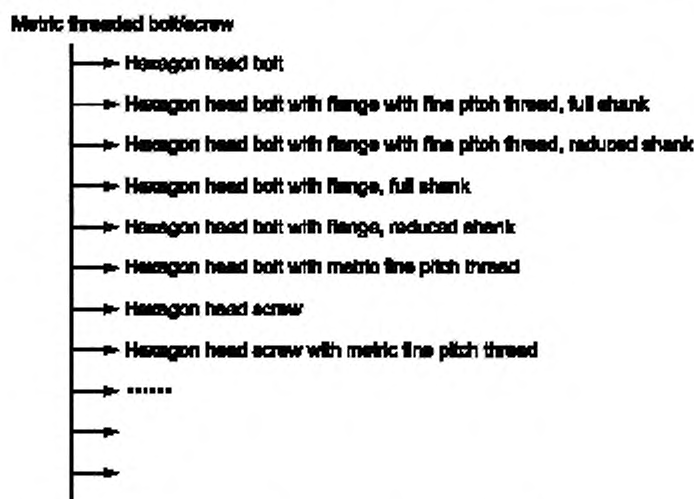 Metric threaded bolt/screw
Hexagon head bolt
Hexagon head bolt with flange with fine pitch thread, full shank
Hexagon head bolt with flange with fine pitch thread, reduced shank
Hexagon head bolt with flange, full shank
Hexagon head bolt with flange, reduced shank
Hexagon head bolt with metric fine pitch thread
Hexagon head screw
Hexagon head screw with metric fine pitch thread
······